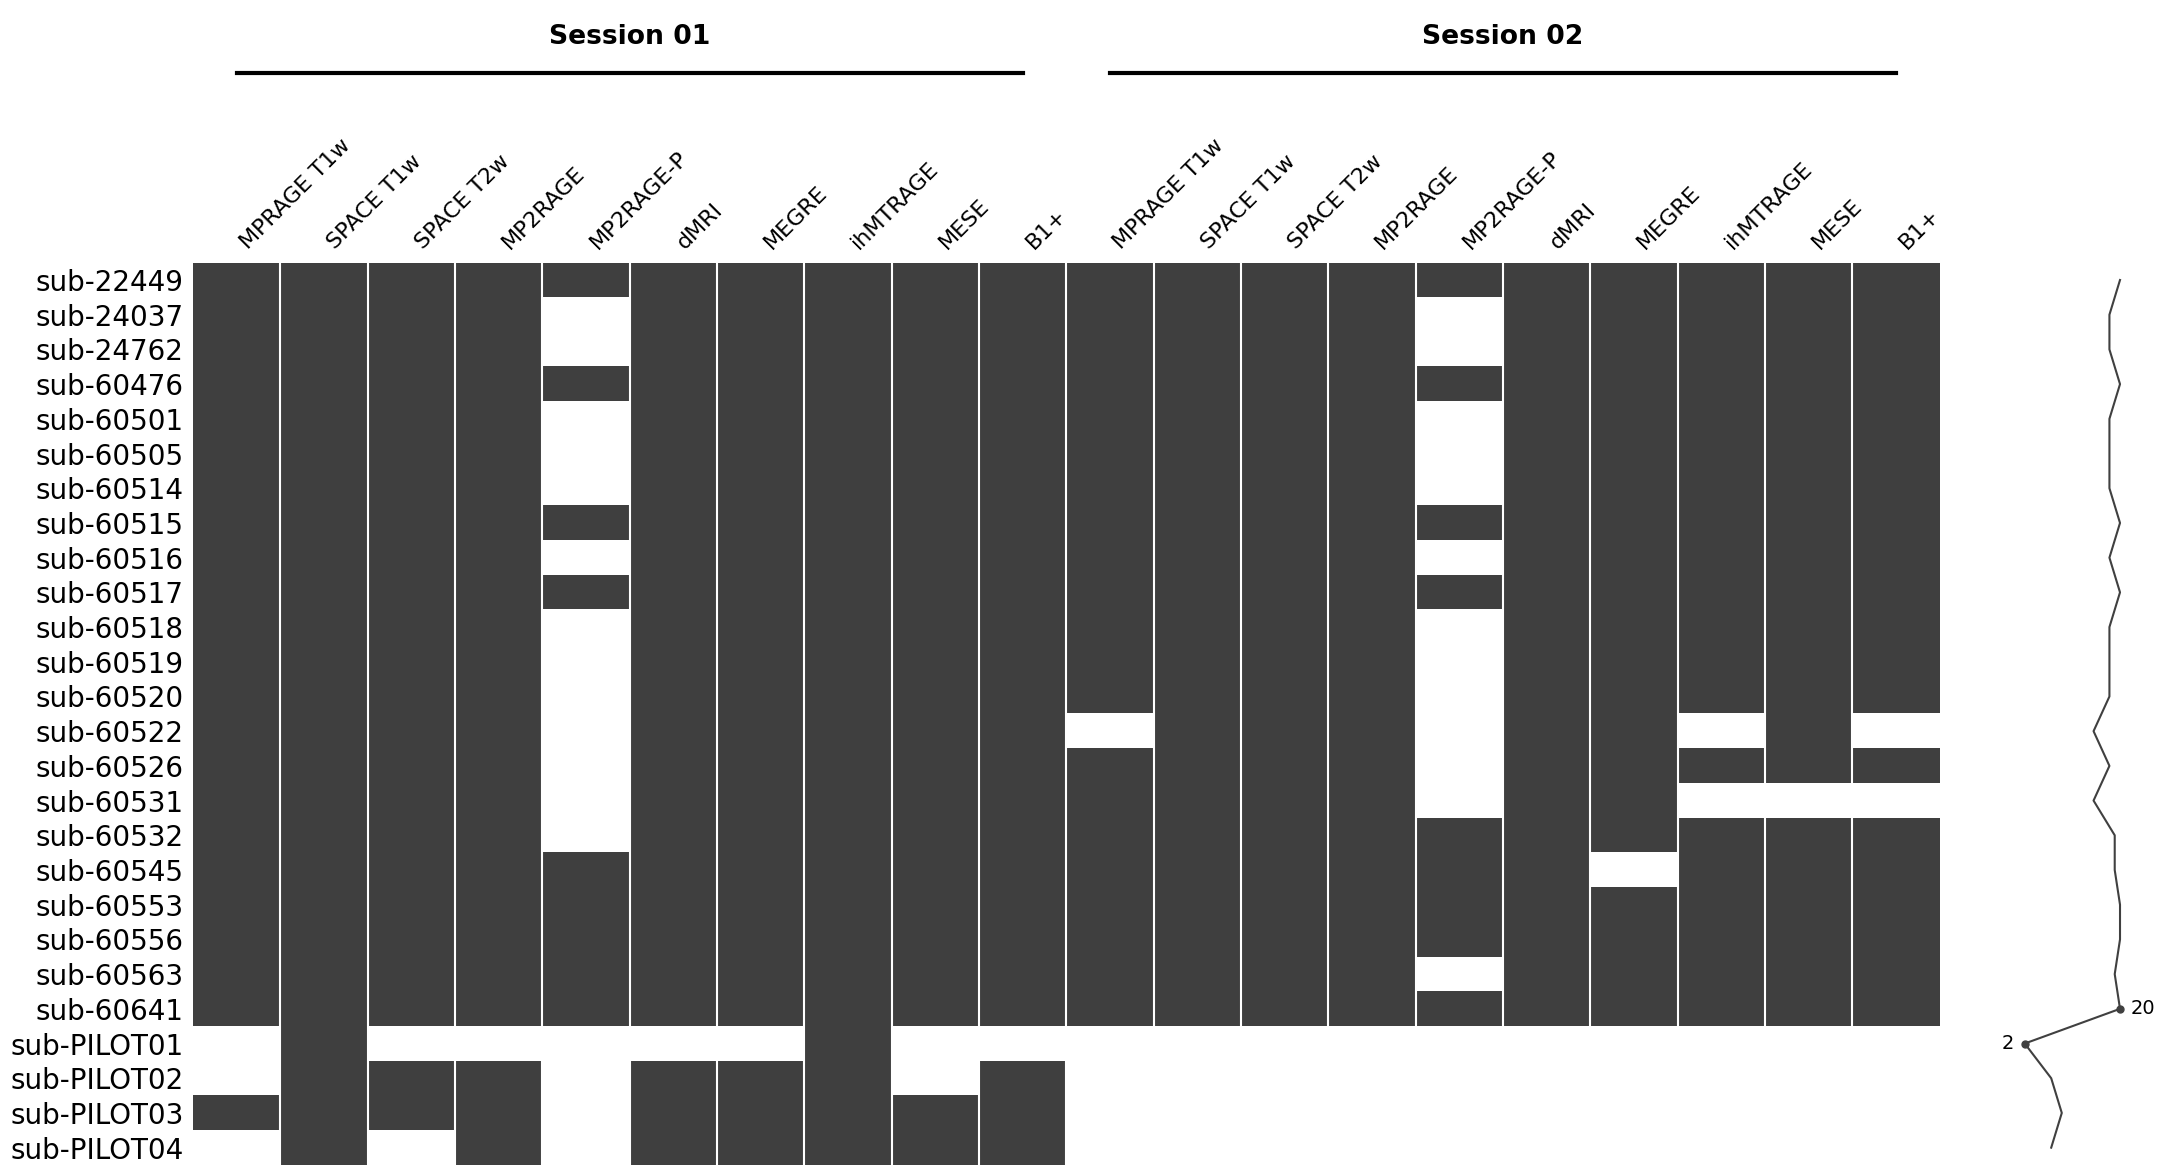 Session 01
Session 02
MPRAGE T1w
SPACE T1w
SPACE T2w
MP2RAGE
MP2RAGE-P
dMRI
MEGRE
ihMTRAGE
MESE
B1+
MPRAGE T1w
SPACE T1w
SPACE T2w
MP2RAGE
MP2RAGE-P
dMRI
MEGRE
ihMTRAGE
MESE
B1+
sub-22449
sub-24037
sub-24762
sub-60476
sub-60501
sub-60505
sub-60514
sub-60515
sub-60516
sub-60517
sub-60518
sub-60519
sub-60520
sub-60522
sub-60526
sub-60531
sub-60532
sub-60545
sub-60553
sub-60556
sub-60563
sub-60641
20
sub-PILOT01
2
sub-PILOT02
sub-PILOT03
sub-PILOT04